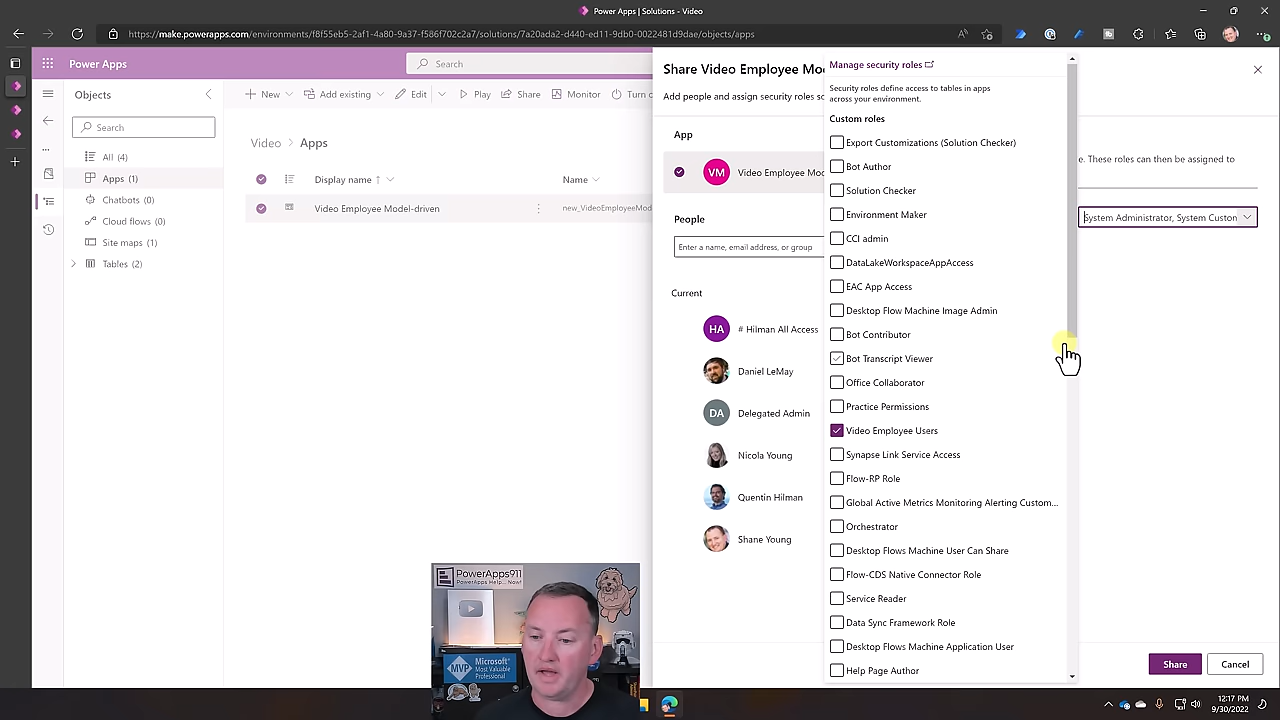 Power Apps | Solutions - Video
https://make.powerapps.com/environments/f8f55eb5-2af1-4a80-9a37-f586f702c2a7/solutions/7a20ada2-d440-ed11-9db0-0022481d9dae/objects/apps
Power Apps
Search
Objects
Search
All (4)
Apps (1)
Chatbots (0)
Cloud flows (0)
Site maps (1)
Tables (2)
New
Add existing
Edit
Play
Share
Monitor
Turn o
Video > Apps
Display name ↑
Name
Video Employee Model-driven
new_VideoEmployeeMod
Share Video Employee Mo
Add people and assign security roles so
App
VM
Video Employee Mod
People
Enter a name, email address, or group
Current
HA
# Hilman All Access
Daniel LeMay
DA
Delegated Admin
Nicola Young
Quentin Hilman
Shane Young
Manage security roles
Security roles define access to tables in apps
across your environment.
Custom roles
Export Customizations (Solution Checker)
Bot Author
Solution Checker
Environment Maker
CCI admin
DataLakeWorkspaceAppAccess
EAC App Access
Desktop Flow Machine Image Admin
Bot Contributor
Bot Transcript Viewer
Office Collaborator
Practice Permissions
Video Employee Users
Synapse Link Service Access
Flow-RP Role
Global Active Metrics Monitoring Alerting Custom...
Orchestrator
Desktop Flows Machine User Can Share
Flow-CDS Native Connector Role
Service Reader
Data Sync Framework Role
Desktop Flows Machine Application User
Help Page Author
e. These roles can then be assigned to
System Administrator, System Custon
Share
Cancel
PowerApps911
PowerApps Help... Now!
MVP
Microsoft®
Most Valuable
Professional
12:17 PM
9/30/2022